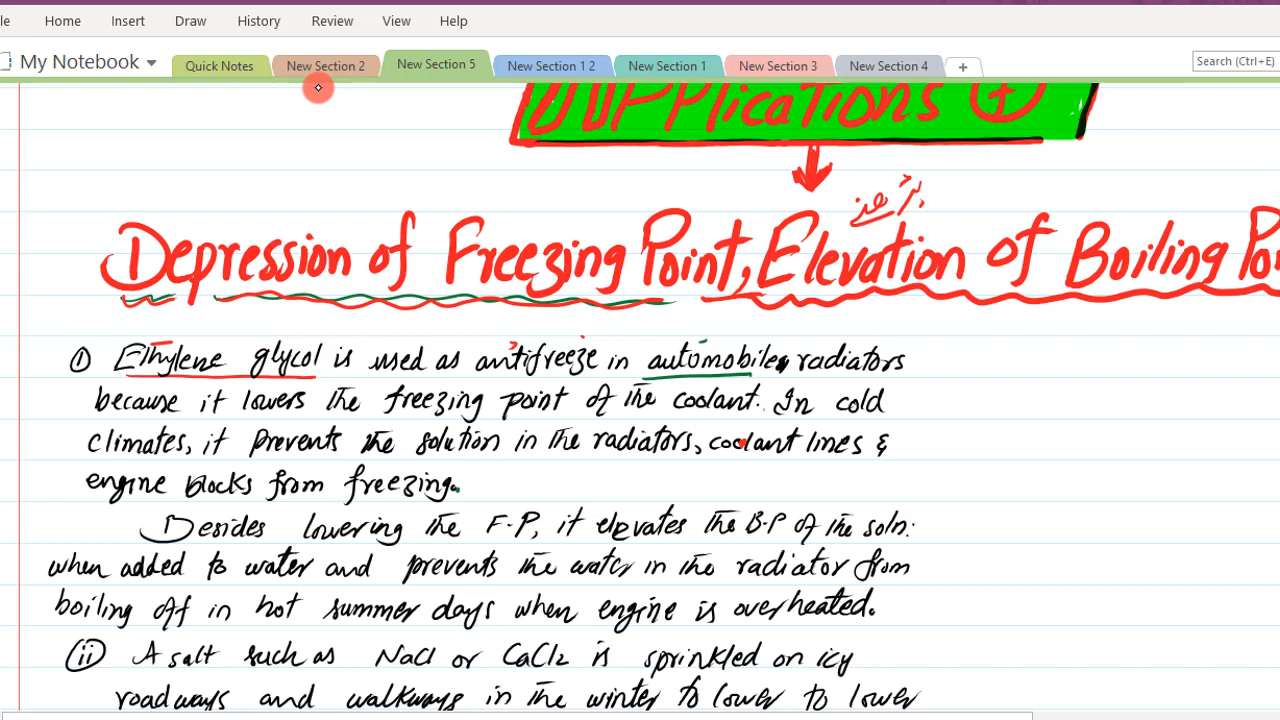 le Home Insert Draw History Review View Help
My Notebook Quick Notes New Section 2 New Section 5 New Section 1 2 New Section 1 New Section 3 New Section 4 + Search (Ctrl+E)
Applications
Depression of Freezing Point, Elevation of Boiling Poi
① Ethylene glycol is used as antifreeze in automobile radiators
because it lowers the freezing point of the coolant. In cold
climates, it prevents the solution in the radiators, coolant lines &
engine blocks from freezing.
Besides lowering the F.P, it elevates the B.P of the soln.
when added to water and prevents the water in the radiator from
boiling off in hot summer days when engine is overheated.
(ii) A salt such as NaCl or CaCl2 is sprinkled on icy
roadways and walkways in the winter to lower to lower